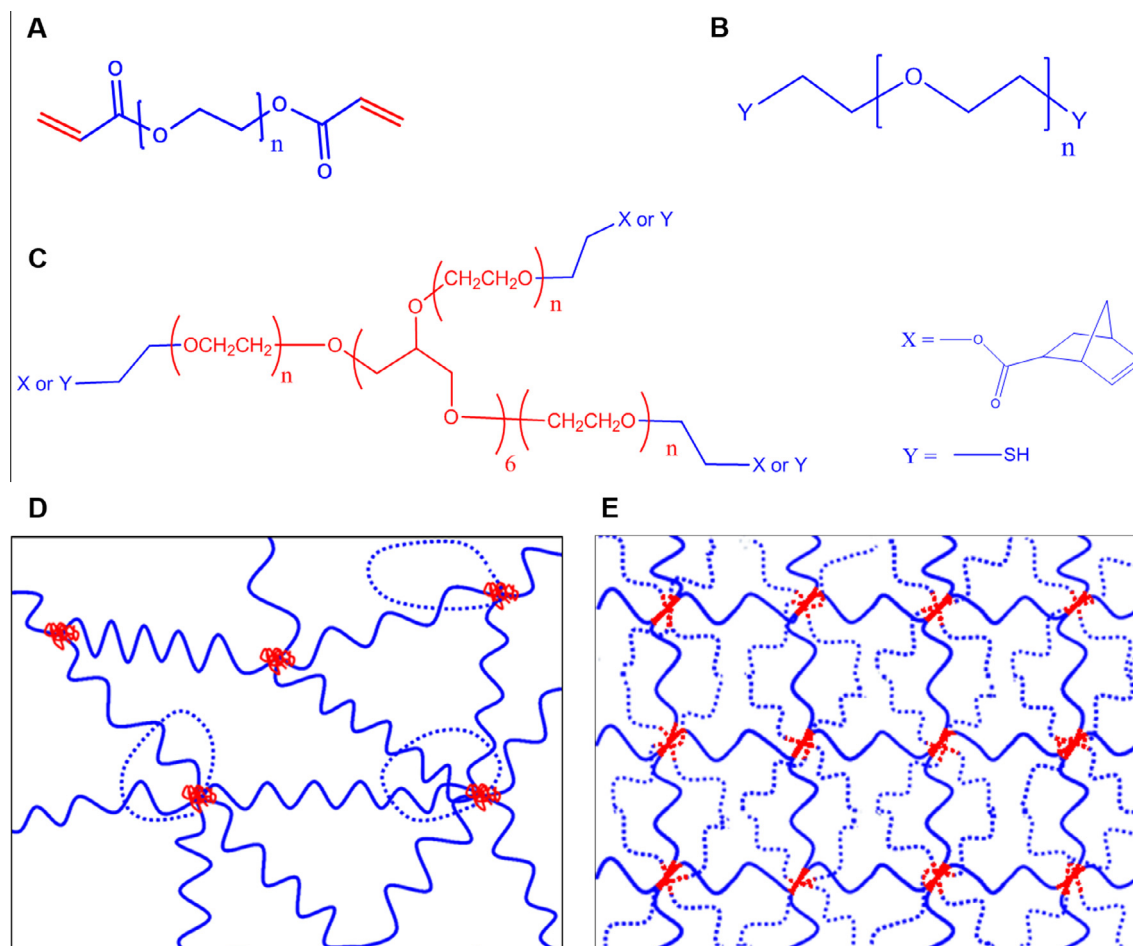 A
B
O
O
O
O
n
Y
O
Y
n
C
X or Y
O
(CH₂CH₂O)
n
X or Y
(OCH₂CH₂)
n
O
O
6
(CH₂CH₂O)
n
X or Y
X =
O
O
Y =
SH
D
E